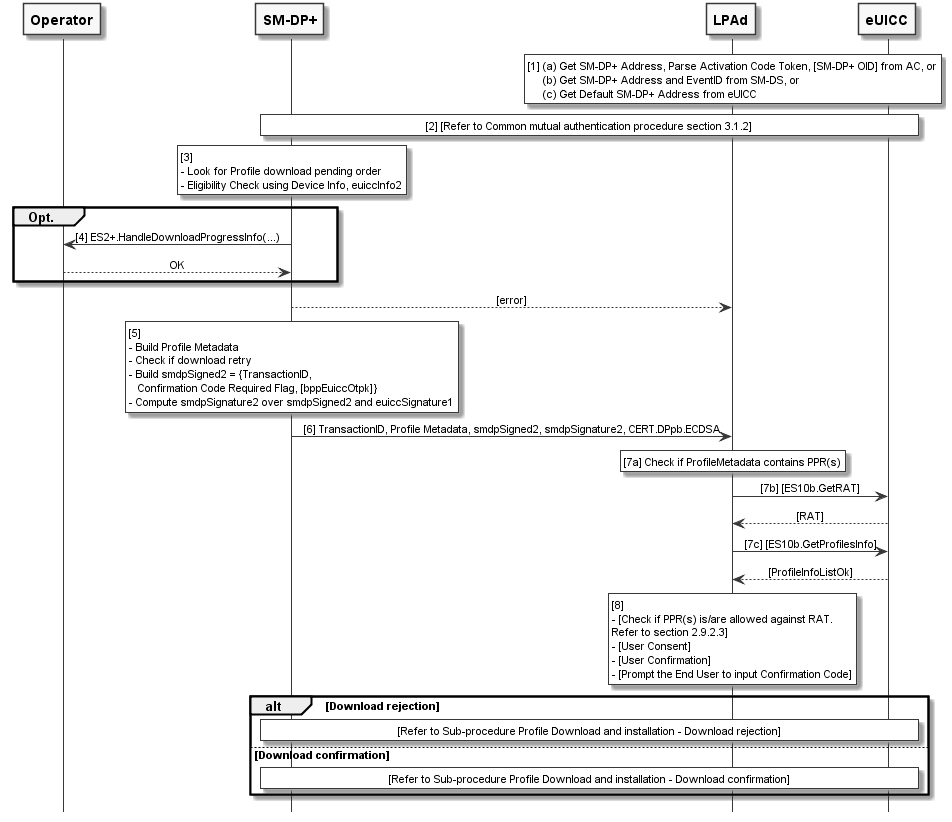 Operator
SM-DP+
LPAd
eUICC
[1] (a) Get SM-DP+ Address, Parse Activation Code Token, [SM-DP+ OID] from AC, or
(b) Get SM-DP+ Address and EventID from SM-DS, or
(c) Get Default SM-DP+ Address from eUICC
[2] [Refer to Common mutual authentication procedure section 3.1.2]
[3]
- Look for Profile download pending order
- Eligibility Check using Device Info, euiccInfo2
Opt.
[4] ES2+.HandleDownloadProgressInfo(...)
OK
[error]
[5]
- Build Profile Metadata
- Check if download retry
- Build smdpSigned2 = {TransactionID,
Confirmation Code Required Flag, [bppEuiccOtpk]}
- Compute smdpSignature2 over smdpSigned2 and euiccSignature1
[6] TransactionID, Profile Metadata, smdpSigned2, smdpSignature2, CERT.DPpb.ECDSA
[7a] Check if ProfileMetadata contains PPR(s)
[7b] [ES10b.GetRAT]
[RAT]
[7c] [ES10b.GetProfilesInfo]
[ProfileInfoListOk]
[8]
- [Check if PPR(s) is/are allowed against RAT.
Refer to section 2.9.2.3]
- [User Consent]
- [User Confirmation]
- [Prompt the End User to input Confirmation Code]
alt
[Download rejection]
[Refer to Sub-procedure Profile Download and installation - Download rejection]
[Download confirmation]
[Refer to Sub-procedure Profile Download and installation - Download confirmation]